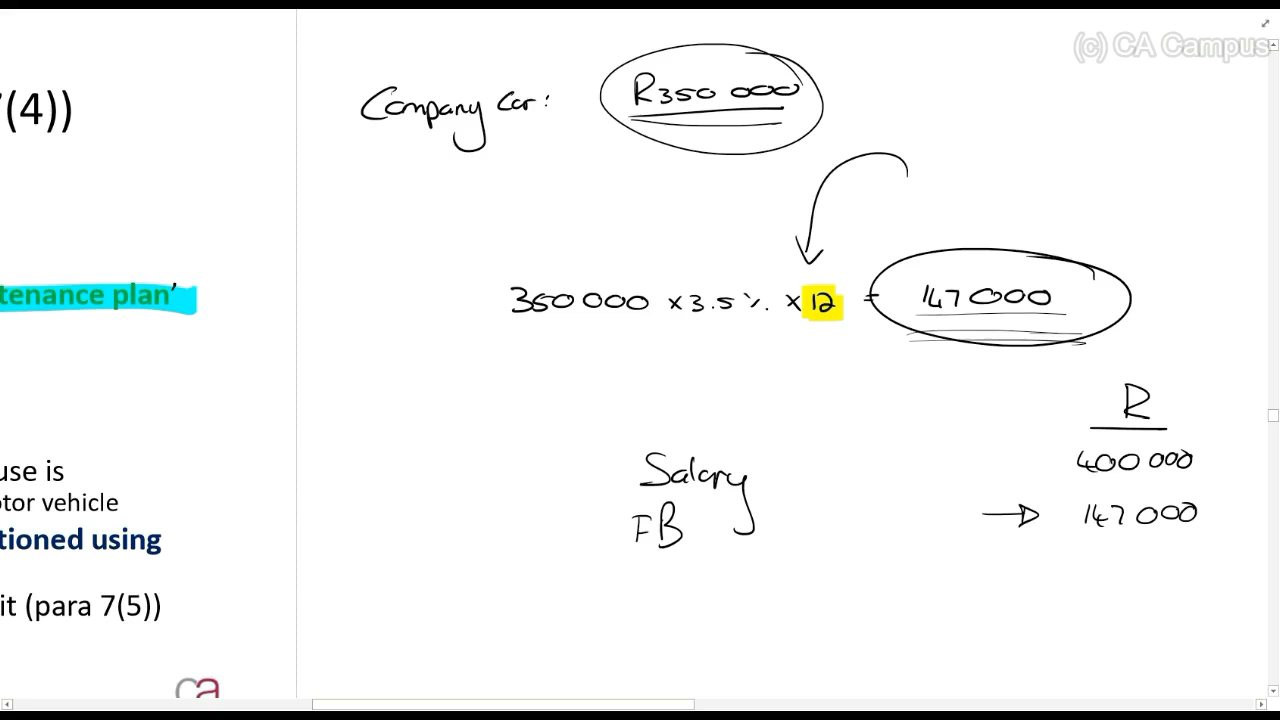 (c) CA Campus
7(4))
Company Car: R350 000
tenance plan'
350 000 x 3.5 %. x 12 = 147 000
R
400 000
Salary
use is
otor vehicle
FB → 147 000
tioned using
it (para 7(5))
ca